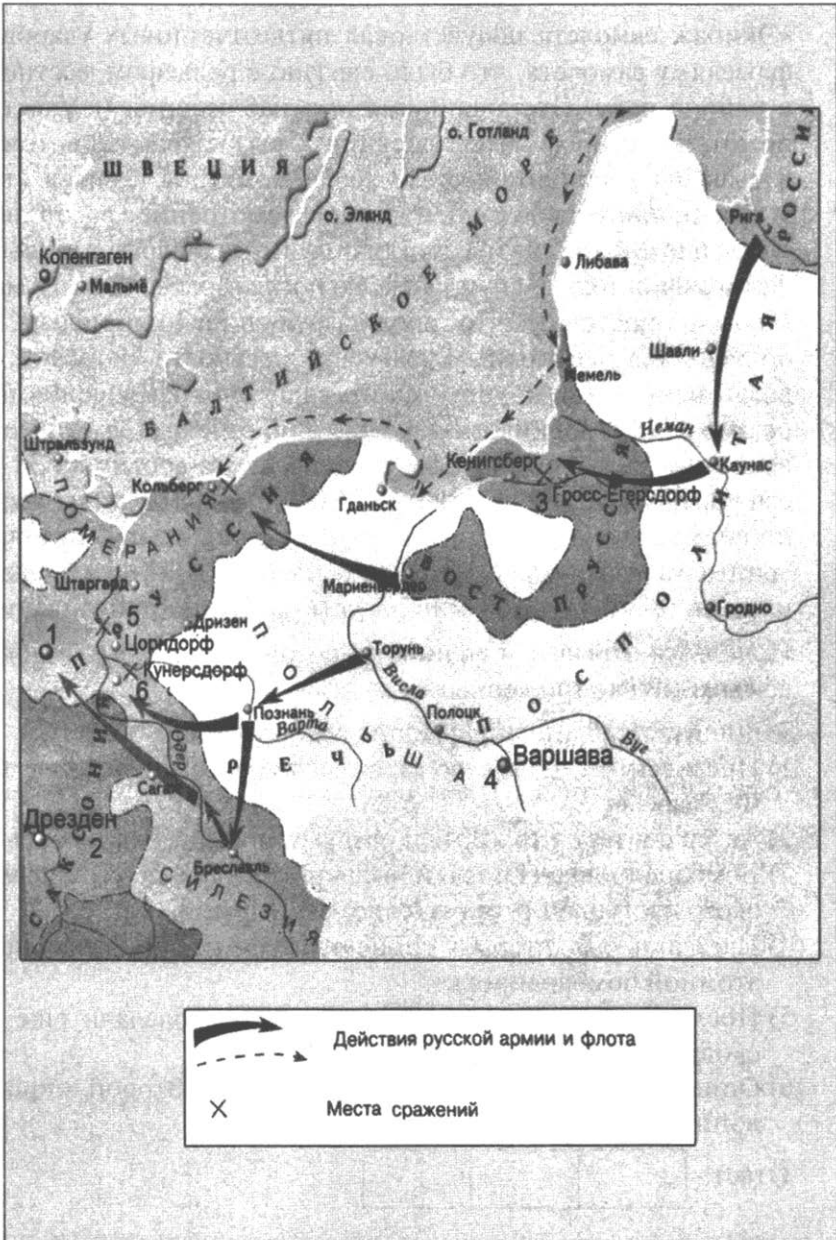 о. Готланд
ШВЕЦИЯ
РОССИЯ
Рига
о. Эланд
Копенгаген
Мальмё
БАЛТИЙСКОЕ МОРЕ
Либава
Шавли
Мемель
Неман
Штральзунд
Кенигсберг
Каунас
Кольберг
Гданьск
3
Гросс-Егерсдорф
ПОМЕРАНИЯ
ПРУССИЯ
Штаргард
Мариенвердер
ВОСТ. ПРУССИЯ
Гродно
1
5
Дризен
Цорндорф
Торунь
Кунерсдорф
6
Висла
Познань
Варта
Полоцк
ПОЛЬША
РЕЧЬ ПОСПОЛИТАЯ
Варшава
4
Буг
Одер
Саган
Дрезден
2
Бреславль
САКСОНИЯ
СИЛЕЗИЯ
Действия русской армии и флота
Места сражений